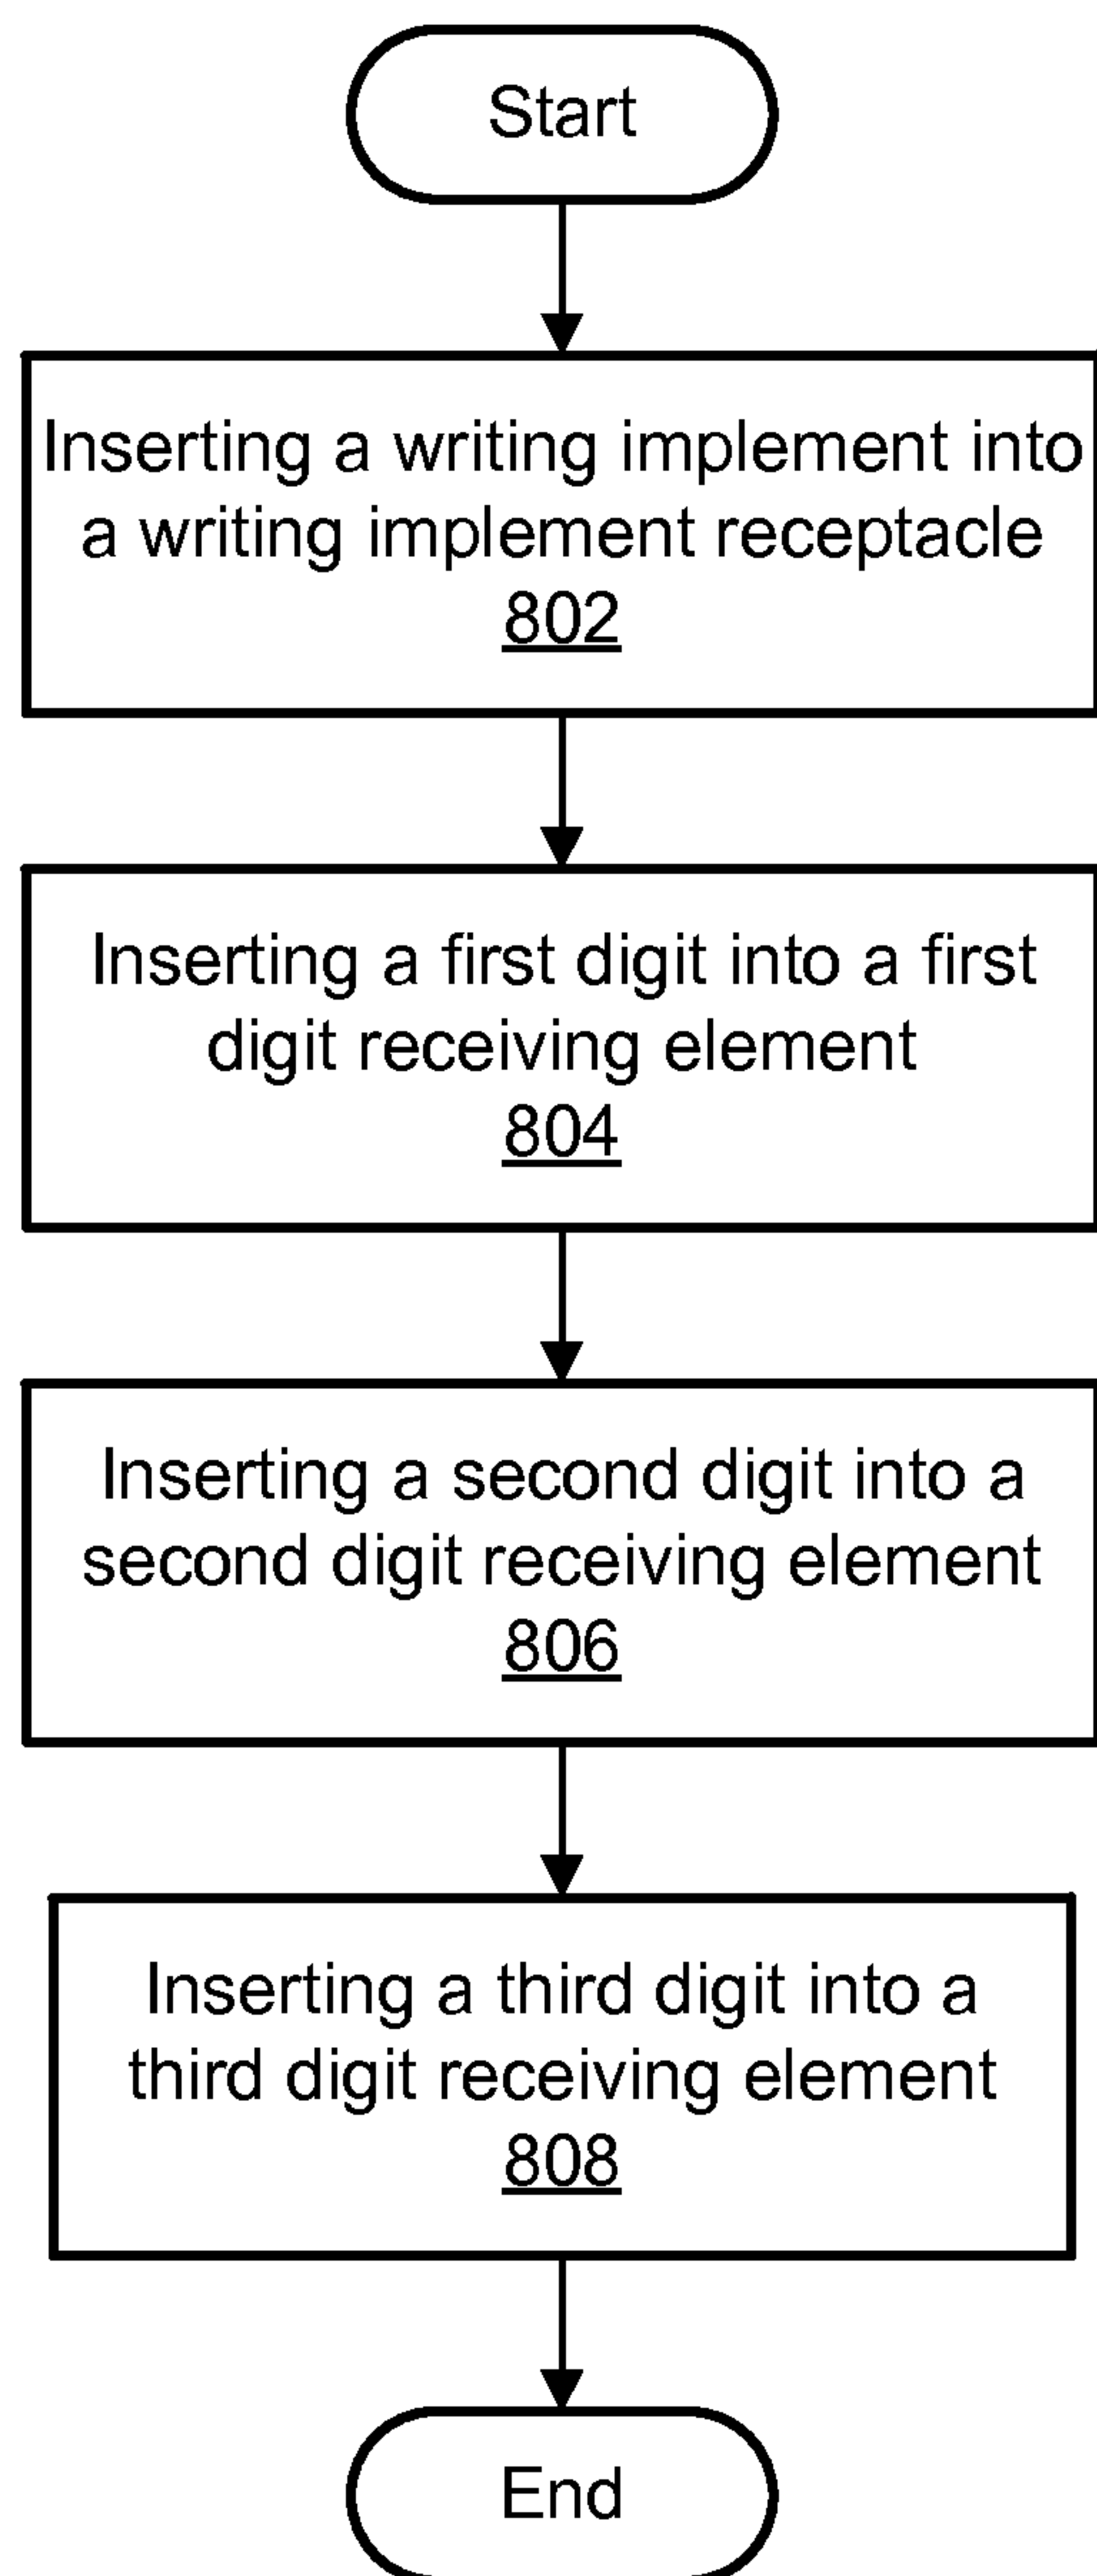 Start
Inserting a writing implement into
a writing implement receptacle
802
Inserting a first digit into a first
digit receiving element
804
Inserting a second digit into a
second digit receiving element
806
Inserting a third digit into a
third digit receiving element
808
End